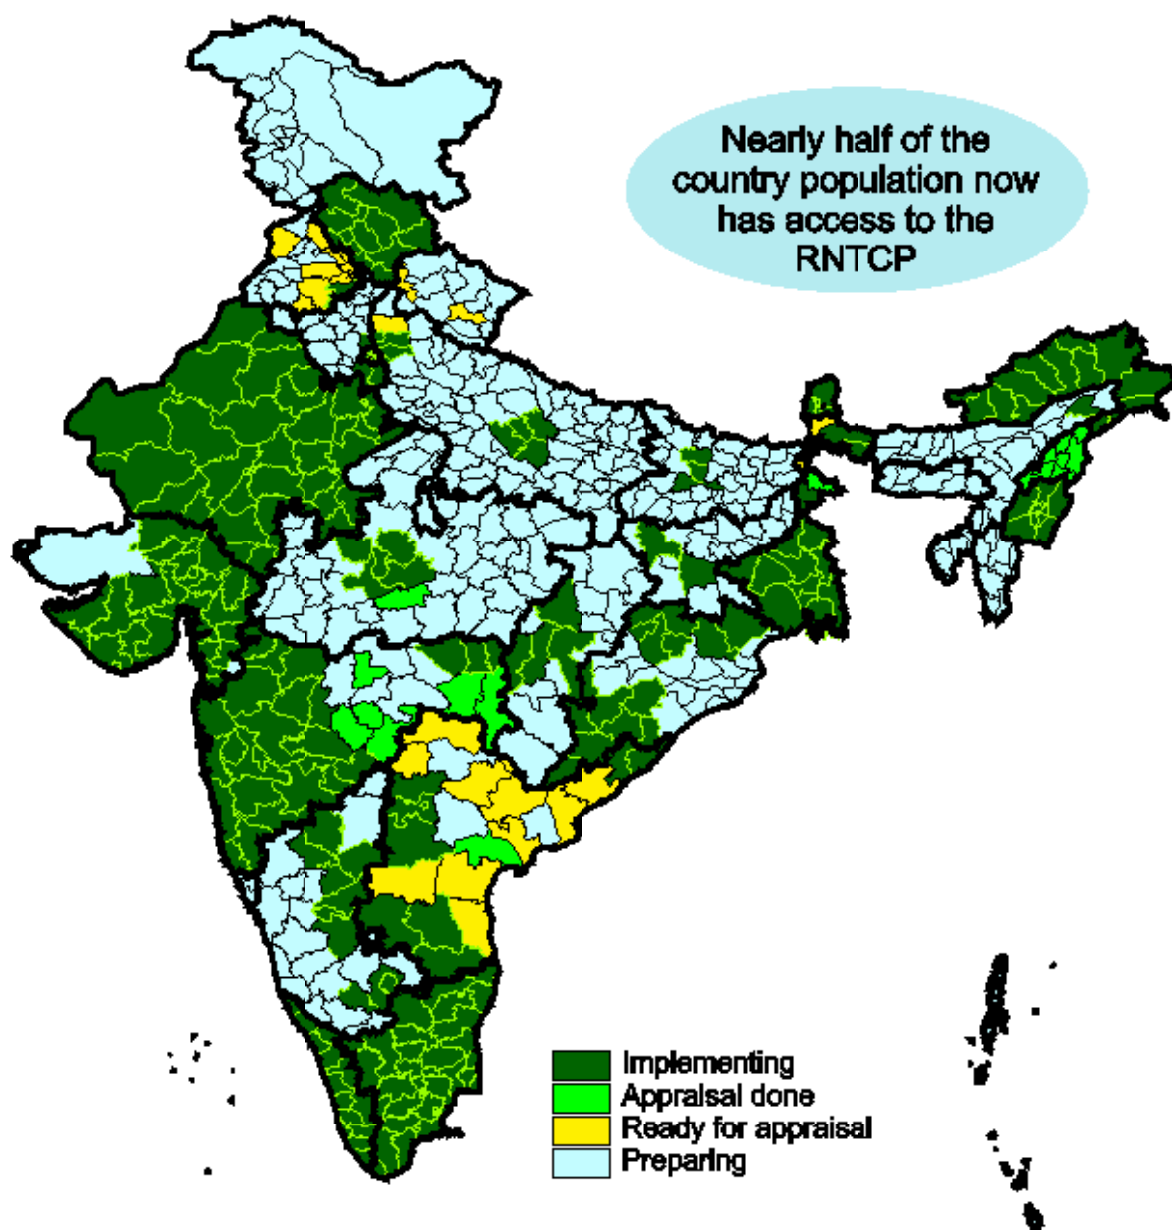 Nearly half of the
country population now
has access to the
RNTCP
Implementing
Appraisal done
Ready for appraisal
Preparing